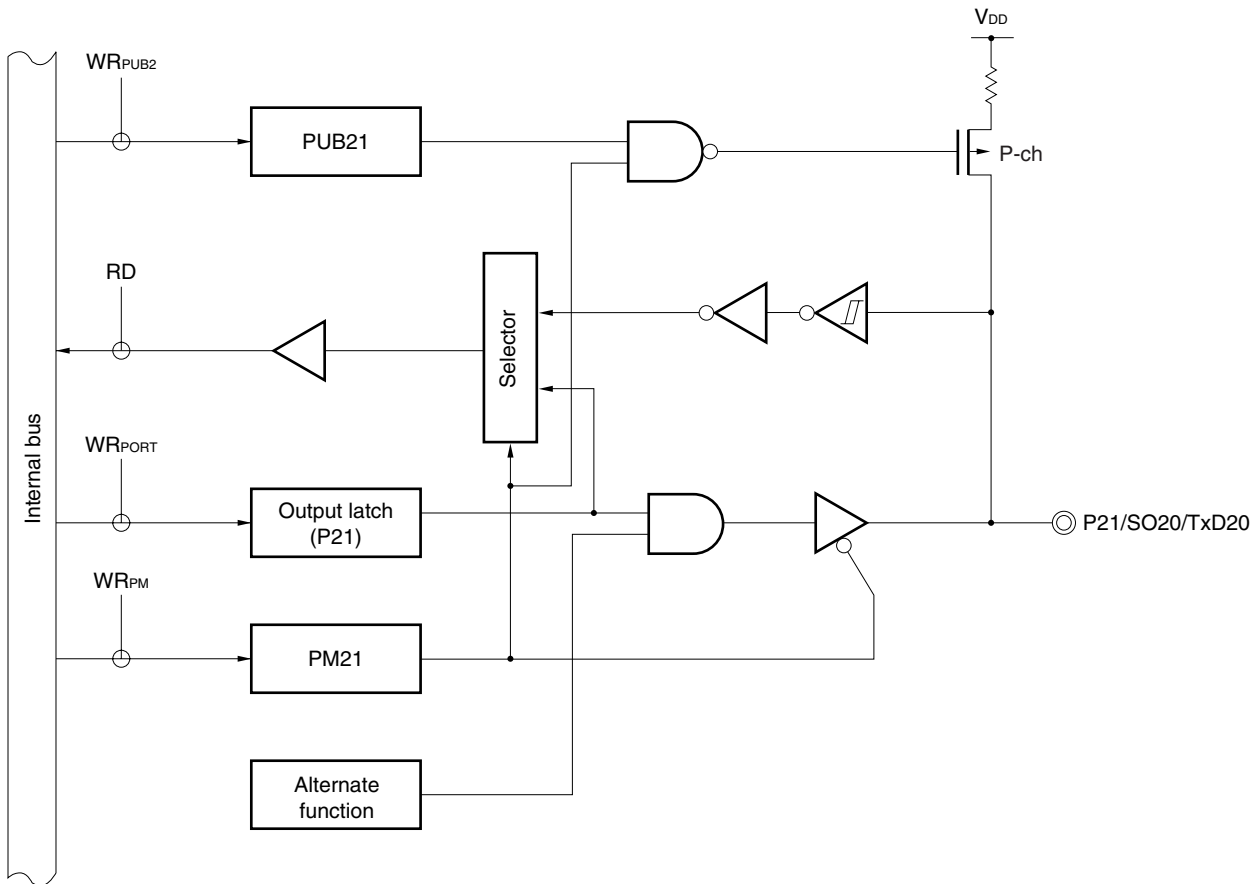 VDD
WRPUB2
PUB21
P-ch
RD
Selector
Internal bus
WRPORT
Output latch
(P21)
P21/SO20/TxD20
WRPM
PM21
Alternate
function